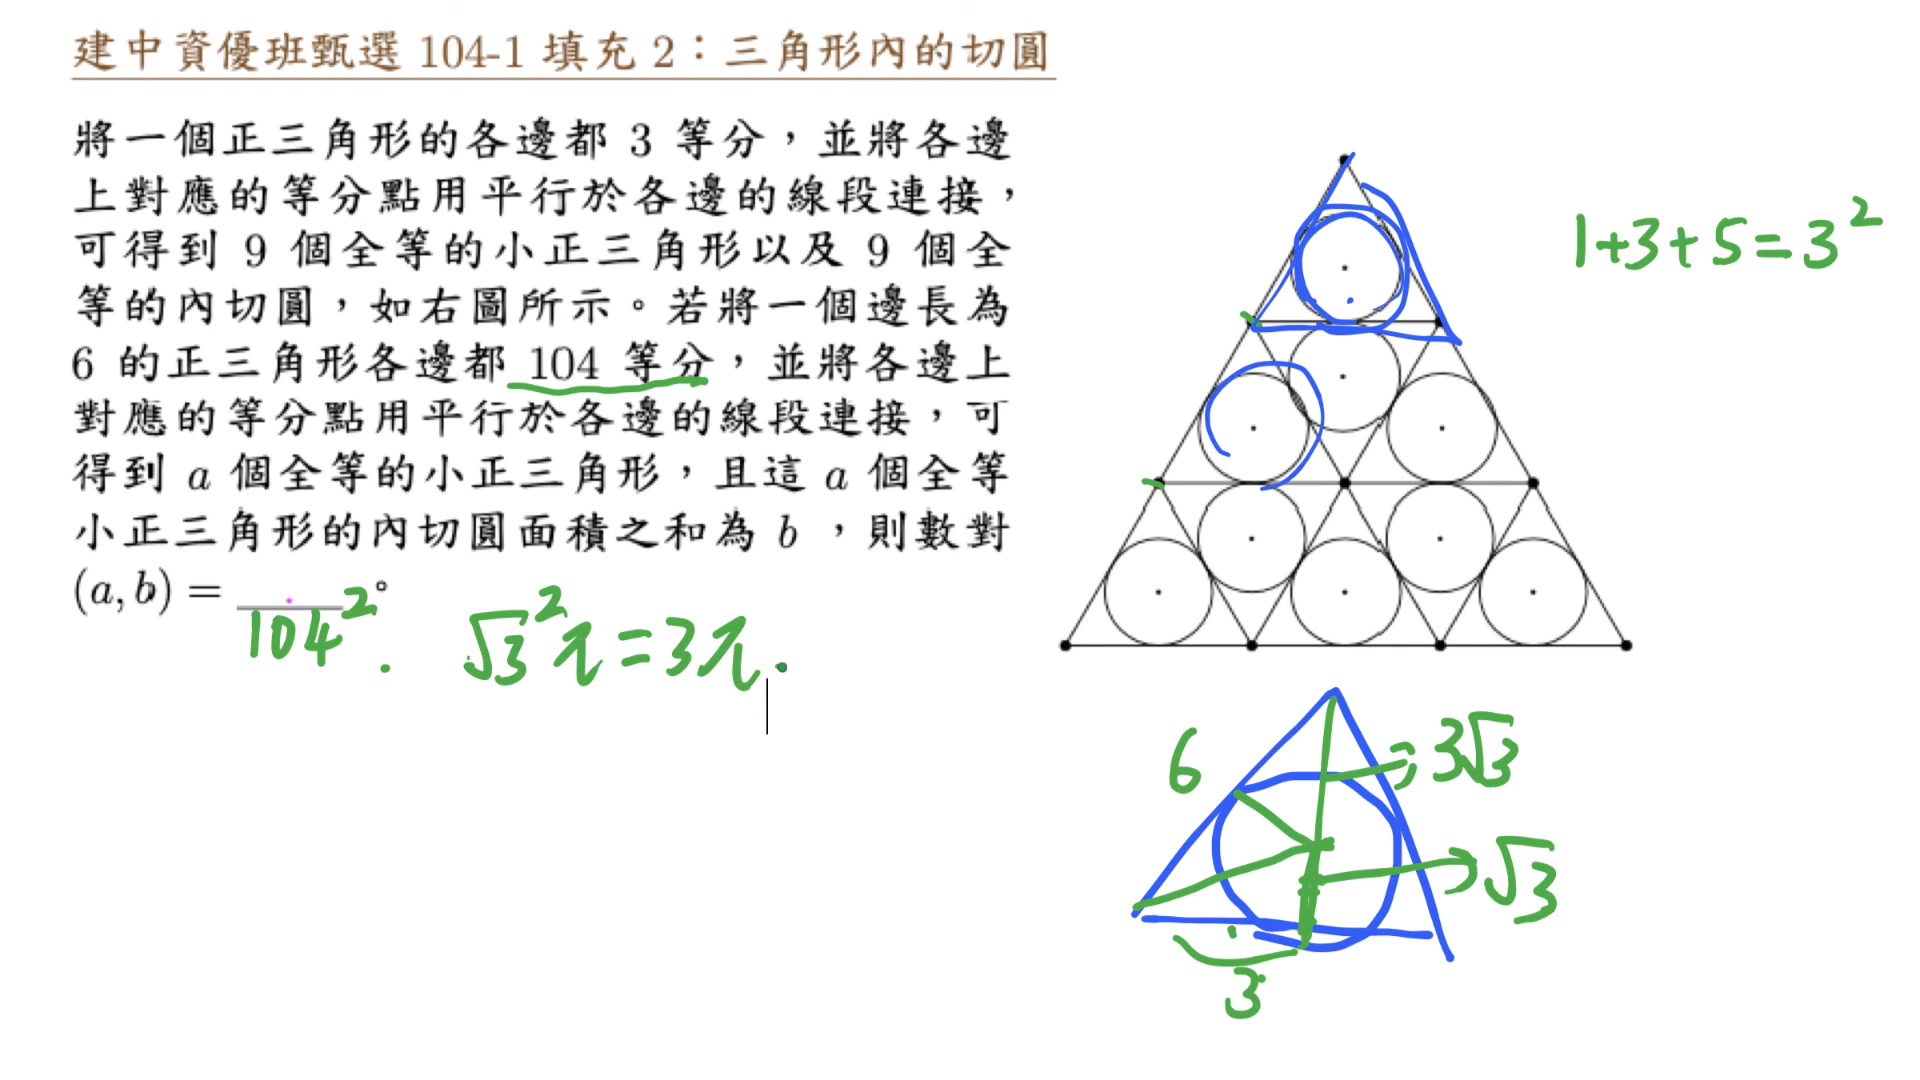 建中資優班甄選 104-1 填充 2：三角形內的切圓
將一個正三角形的各邊都 3 等分，並將各邊
上對應的等分點用平行於各邊的線段連接，
可得到 9 個全等的小正三角形以及 9 個全
等的內切圓，如右圖所示。若將一個邊長為
6 的正三角形各邊都 104 等分，並將各邊上
對應的等分點用平行於各邊的線段連接，可
得到 a 個全等的小正三角形，且這 a 個全等
小正三角形的內切圓面積之和為 b ，則數對
(a, b) = ____。
104². √3²π=3π.
1+3+5=3²
6
3√3
√3
3